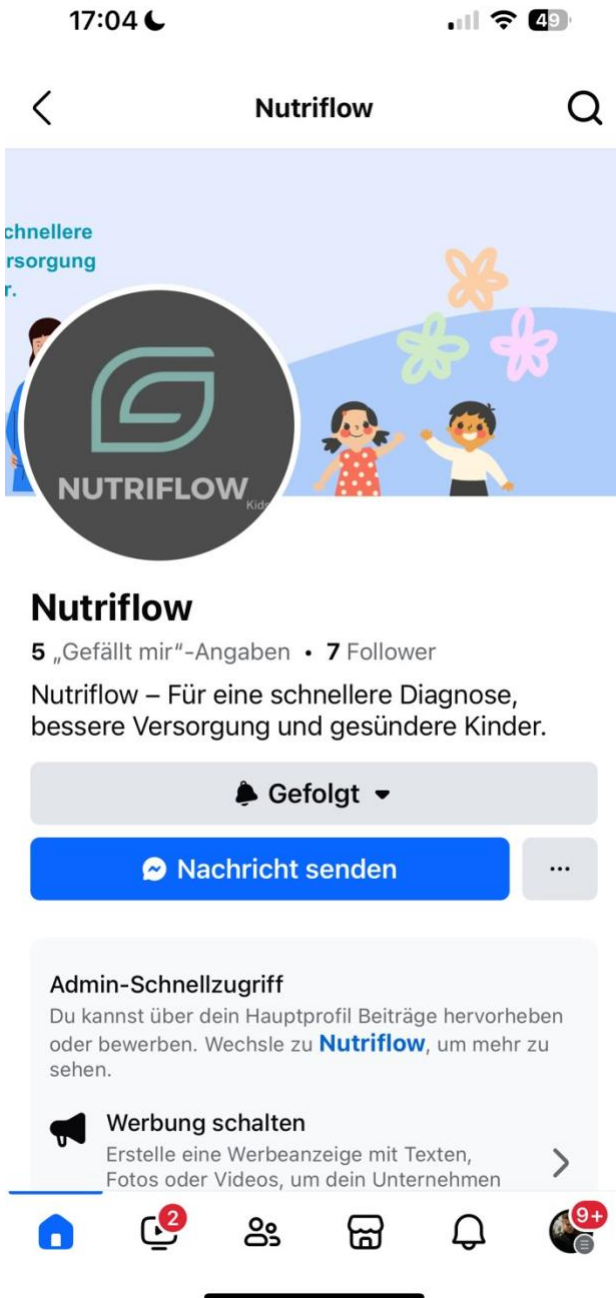 17:04
49
Nutriflow
chnellere
rsorgung
r.
NUTRIFLOW
Kids
Nutriflow
5 „Gefällt mir“-Angaben • 7 Follower
Nutriflow – Für eine schnellere Diagnose,
bessere Versorgung und gesündere Kinder.
Gefolgt
Nachricht senden
...
Admin-Schnellzugriff
Du kannst über dein Hauptprofil Beiträge hervorheben
oder bewerben. Wechsle zu Nutriflow, um mehr zu
sehen.
Werbung schalten
Erstelle eine Werbeanzeige mit Texten,
Fotos oder Videos, um dein Unternehmen
2
9+